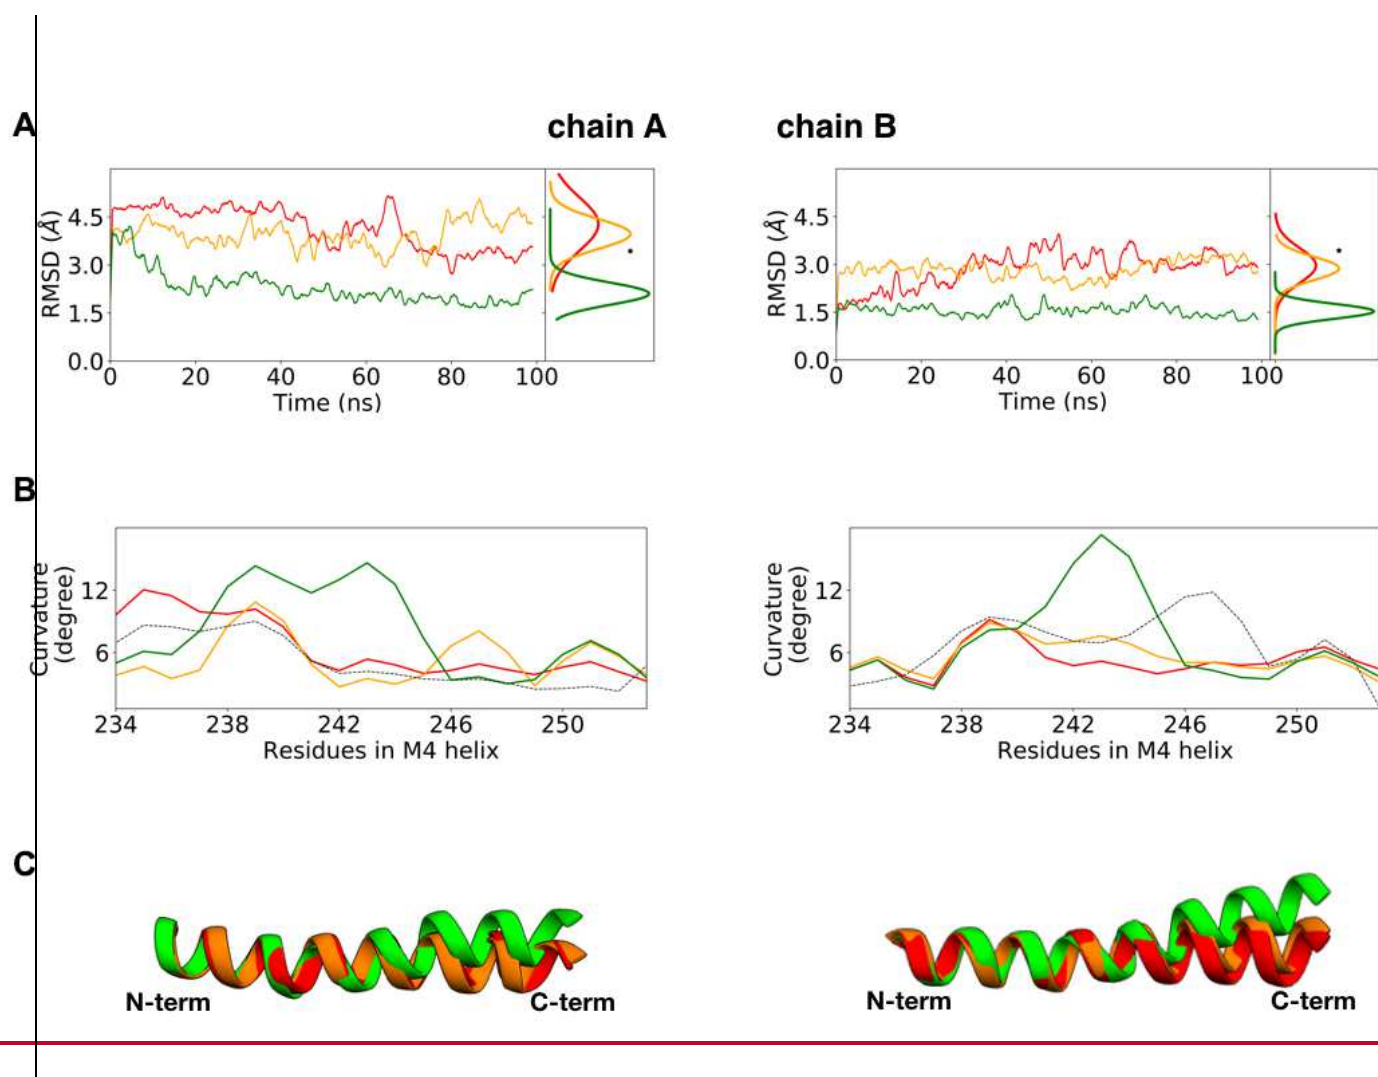 A
chain A
chain B
RMSD (Å)
4.5
3.0
1.5
0.0
0 20 40 60 80 100
Time (ns)
*
RMSD (Å)
4.5
3.0
1.5
0.0
0 20 40 60 80 100
Time (ns)
*
B
Curvature
(degree)
12
6
234 238 242 246 250
Residues in M4 helix
Curvature
(degree)
12
6
234 238 242 246 250
Residues in M4 helix
C
N-term
C-term
N-term
C-term